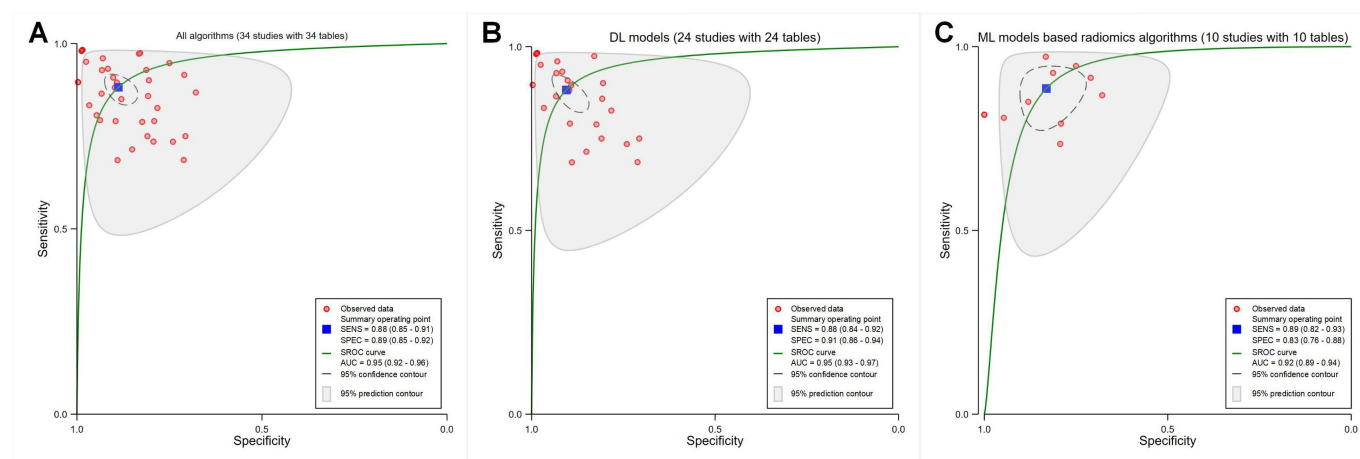 A
All algorithms (34 studies with 34 tables)
1.0
Sensitivity
0.5
0.0
1.0
0.5
0.0
Specificity
Observed data
Summary operating point
SENS = 0.88 (0.85 - 0.91)
SPEC = 0.89 (0.85 - 0.92)
SROC curve
AUC = 0.95 (0.92 - 0.96)
95% confidence contour
95% prediction contour
B
DL models (24 studies with 24 tables)
1.0
Sensitivity
0.5
0.0
1.0
0.5
0.0
Specificity
Observed data
Summary operating point
SENS = 0.88 (0.84 - 0.92)
SPEC = 0.91 (0.86 - 0.94)
SROC curve
AUC = 0.95 (0.93 - 0.97)
95% confidence contour
95% prediction contour
C
ML models based radiomics algorithms (10 studies with 10 tables)
1.0
Sensitivity
0.5
0.0
1.0
0.5
0.0
Specificity
Observed data
Summary operating point
SENS = 0.89 (0.82 - 0.93)
SPEC = 0.83 (0.76 - 0.88)
SROC curve
AUC = 0.92 (0.89 - 0.94)
95% confidence contour
95% prediction contour